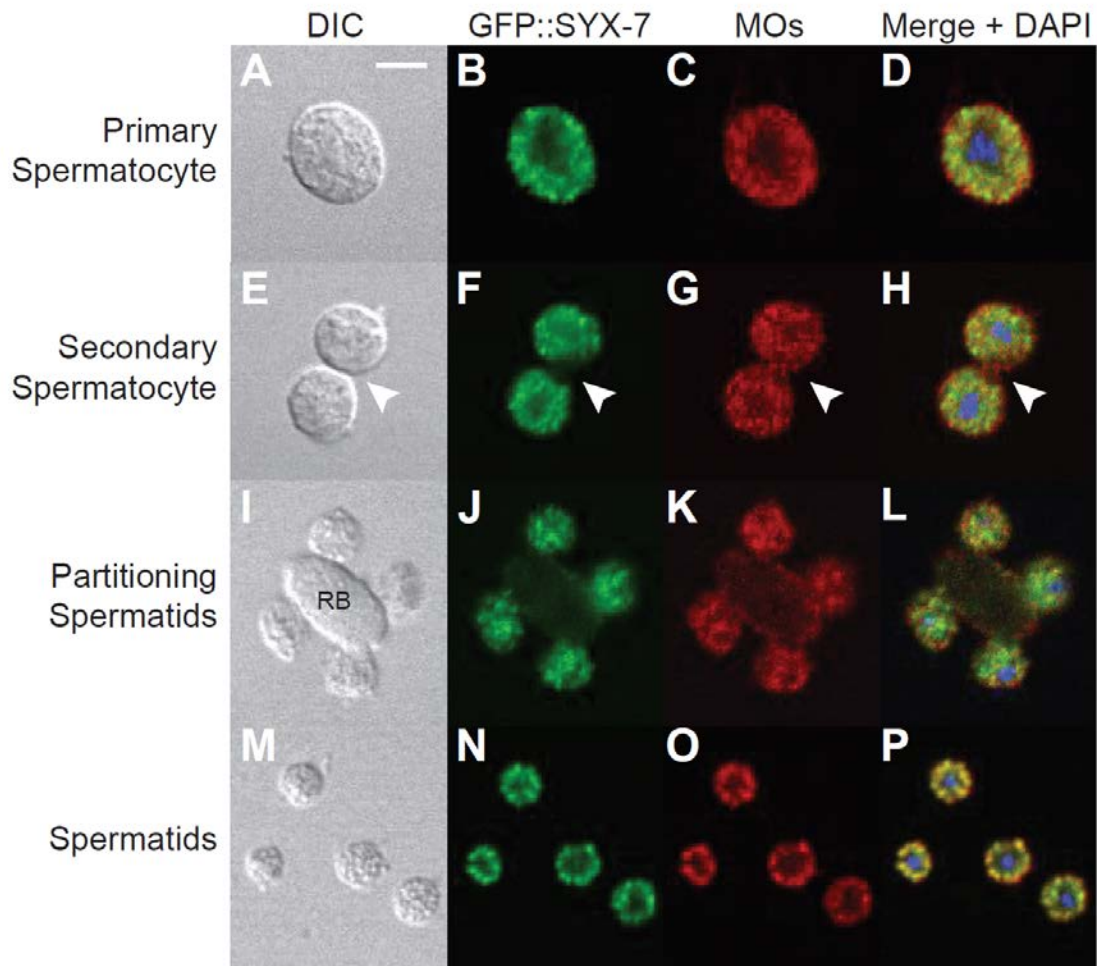 DIC GFP::SYX-7 MOs Merge + DAPI
Primary
Spermatocyte
A B C D
Secondary
Spermatocyte
E F G H
Partitioning
Spermatids
I J K L
RB
Spermatids
M N O P